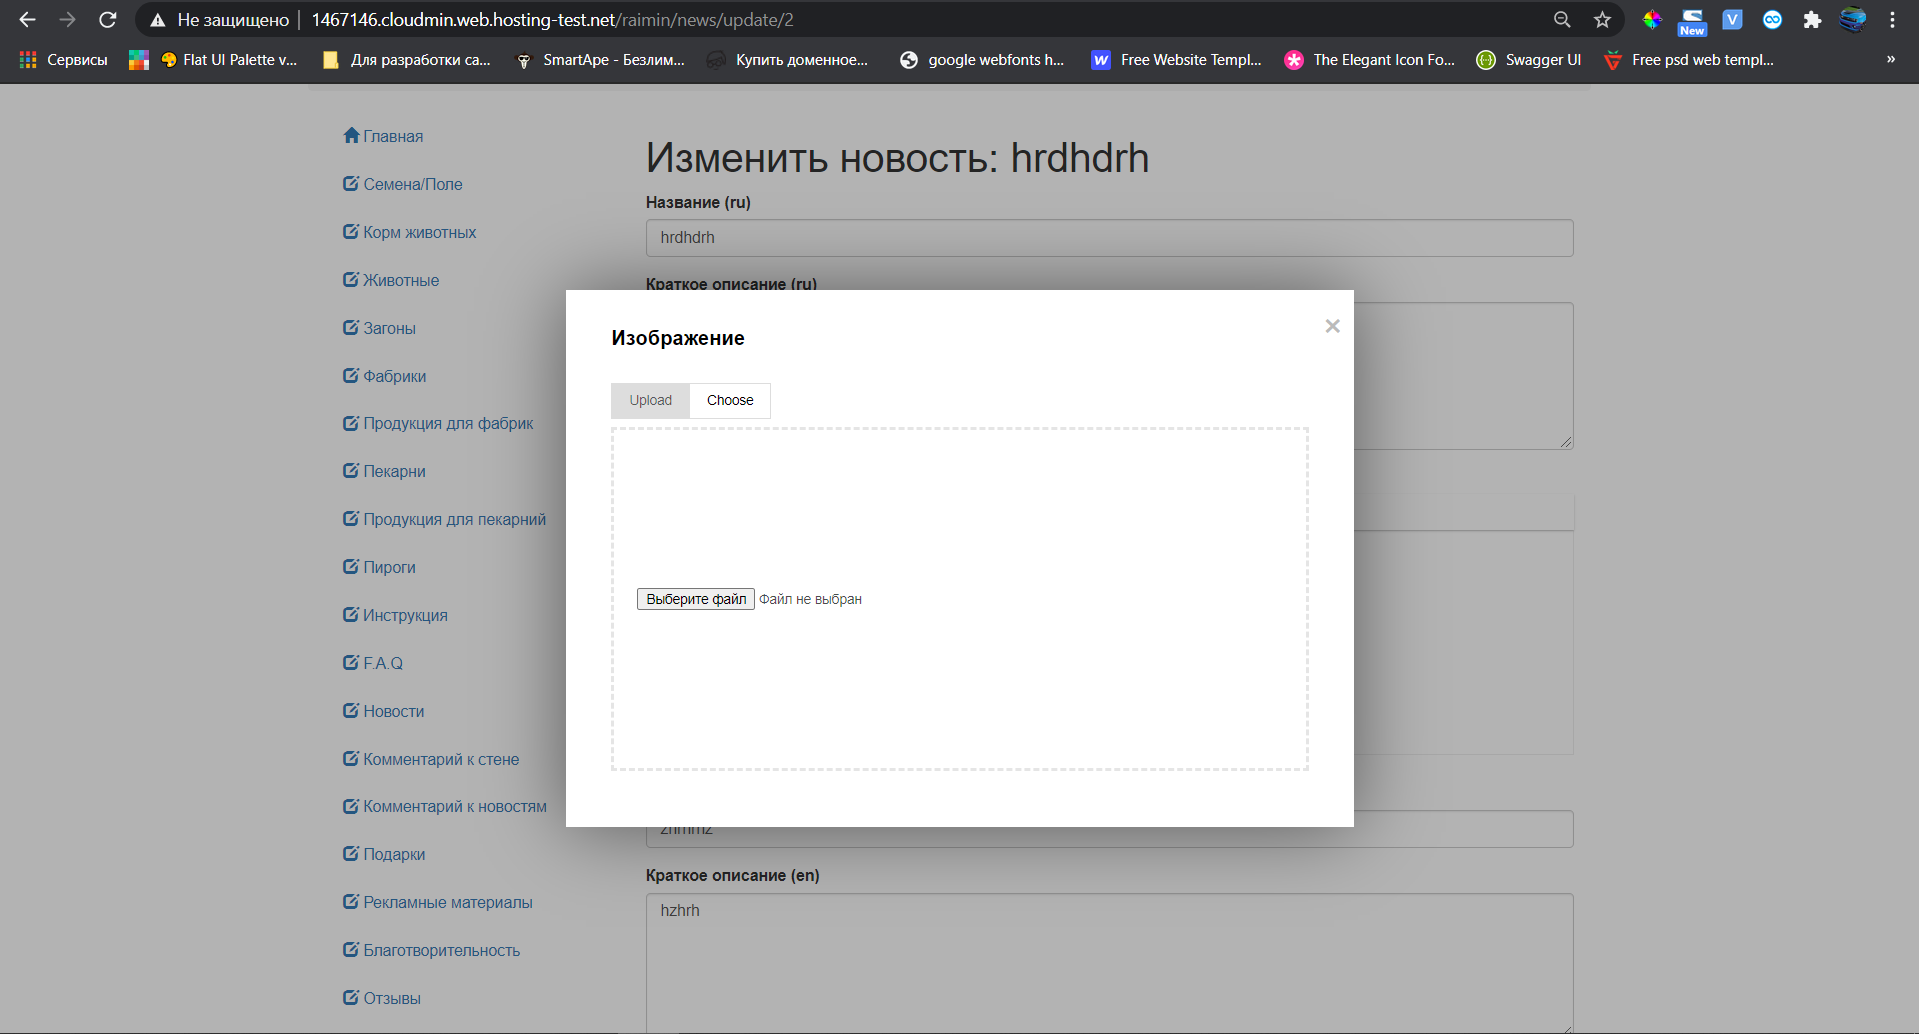 Не защищено
1467146.cloudmin.web.hosting-test.net/raimin/news/update/2
V
New
Сервисы
Flat UI Palette v...
Для разработки са...
SmartApe - Безлим...
Купить доменное...
google webfonts h...
Free Website Templ...
The Elegant Icon Fo...
Swagger UI
Free psd web templ...
»
Главная
Семена/Поле
Корм животных
Животные
Загоны
Фабрики
Продукция для фабрик
Пекарни
Продукция для пекарний
Пироги
Инструкция
F.A.Q
Новости
Комментарий к стене
Комментарий к новостям
Подарки
Рекламные материалы
Благотворительность
Отзывы
Изменить новость: hrdhdrh
Название (ru)
hrdhdrh
Краткое описание (ru)
Изображение
×
Upload
Choose
Выберите файл Файл не выбран
Краткое описание (en)
hzhrh